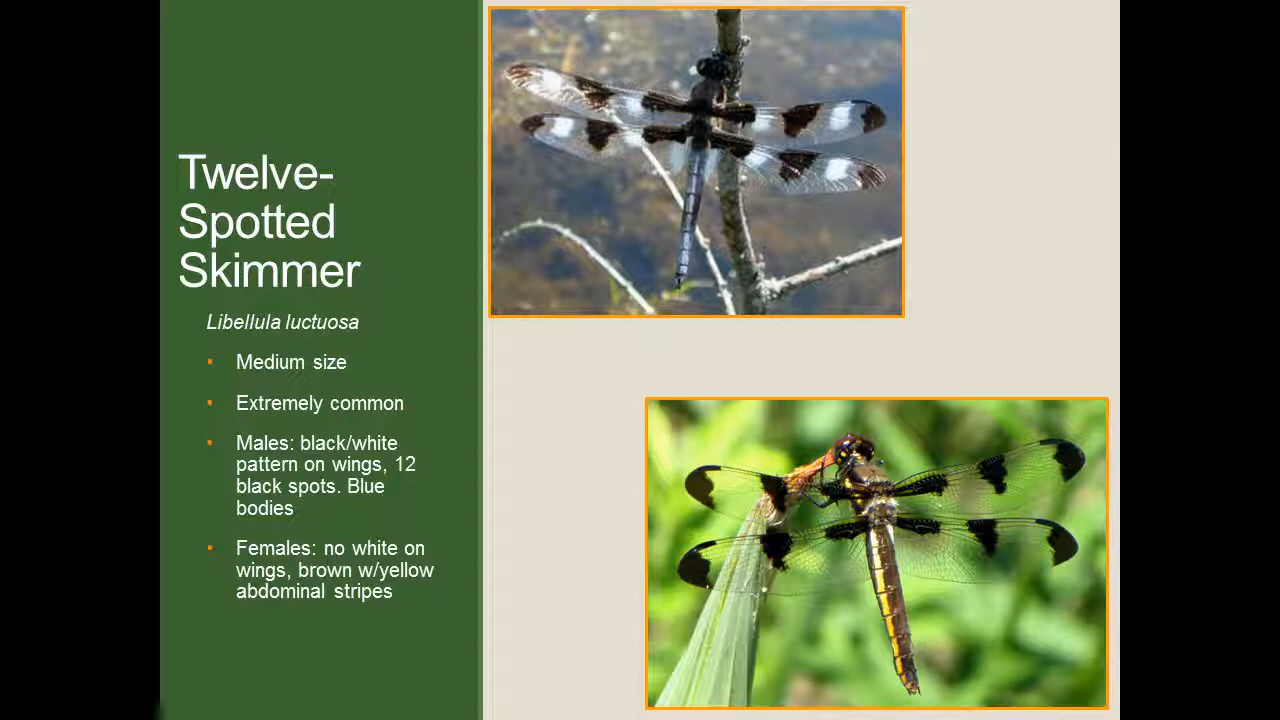 Twelve-
Spotted
Skimmer
Libellula luctuosa
▪ Medium size
▪ Extremely common
▪ Males: black/white
pattern on wings, 12
black spots. Blue
bodies
▪ Females: no white on
wings, brown w/yellow
abdominal stripes